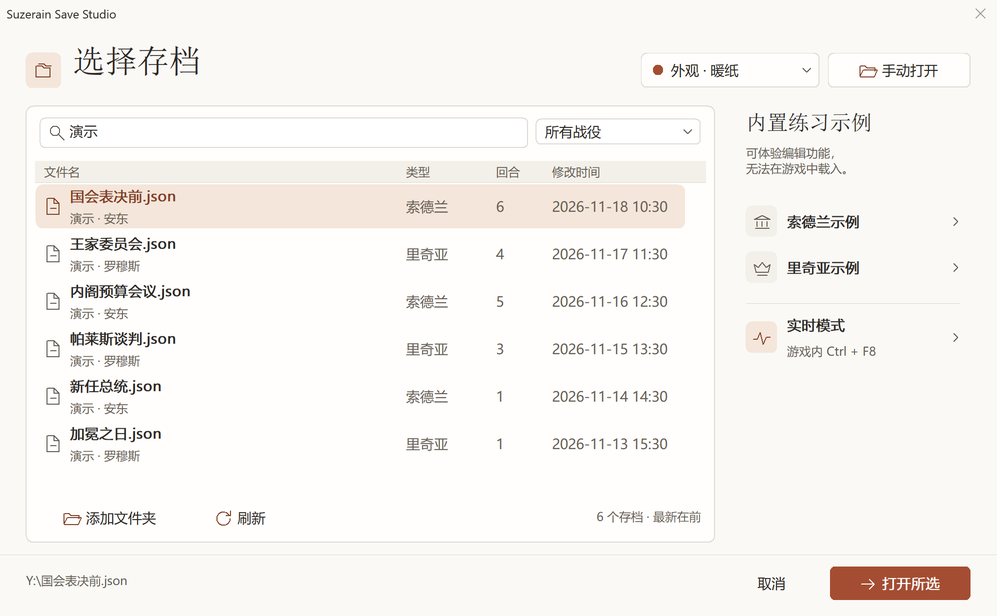 Suzerain Save Studio
选择存档
外观 · 暖纸
手动打开
演示
所有战役
文件名 类型 回合 修改时间
国会表决前.json
演示 · 安东
索德兰 6 2026-11-18 10:30
王家委员会.json
演示 · 罗穆斯
里奇亚 4 2026-11-17 11:30
内阁预算会议.json
演示 · 安东
索德兰 5 2026-11-16 12:30
帕莱斯谈判.json
演示 · 罗穆斯
里奇亚 3 2026-11-15 13:30
新任总统.json
演示 · 安东
索德兰 1 2026-11-14 14:30
加冕之日.json
演示 · 罗穆斯
里奇亚 1 2026-11-13 15:30
添加文件夹
刷新
6 个存档 · 最新在前
内置练习示例
可体验编辑功能，
无法在游戏中载入。
索德兰示例
里奇亚示例
实时模式
游戏内 Ctrl + F8
Y:\国会表决前.json
取消
打开所选